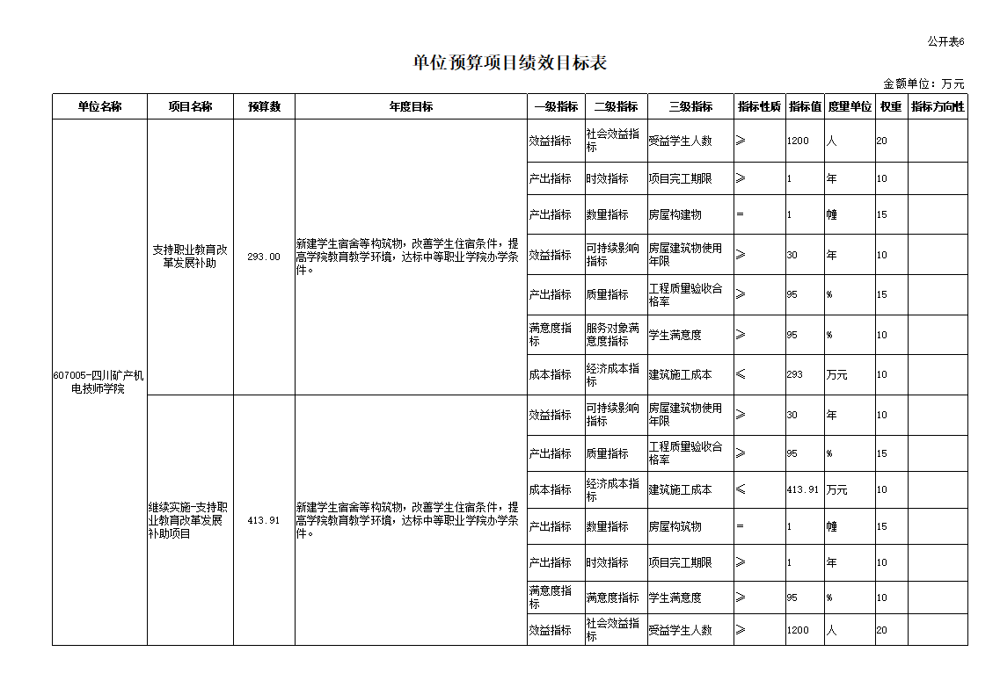 公开表6
单位预算项目绩效目标表
金额单位：万元
单位名称 项目名称 预算数 年度目标 一级指标 二级指标 三级指标 指标性质 指标值 度量单位 权重 指标方向性
607005-四川矿产机
电技师学院
支持职业教育改
革发展补助
293.00
新建学生宿舍等构筑物，改善学生住宿条件，提
高学院教育教学环境，达标中等职业学院办学条
件。
效益指标 社会效益指
标 受益学生人数 ≥ 1200 人 20
产出指标 时效指标 项目完工期限 ≥ 1 年 10
产出指标 数量指标 房屋构建物 = 1 幢 15
效益指标 可持续影响
指标 房屋建筑物使用
年限 ≥ 30 年 10
产出指标 质量指标 工程质量验收合
格率 ≥ 95 % 15
满意度指
标 服务对象满
意度指标 学生满意度 ≥ 95 % 10
成本指标 经济成本指
标 建筑施工成本 ≤ 293 万元 10
继续实施-支持职
业教育改革发展
补助项目
413.91
新建学生宿舍等构筑物，改善学生住宿条件，提
高学院教育教学环境，达标中等职业学院办学条
件。
效益指标 可持续影响
指标 房屋建筑物使用
年限 ≥ 30 年 10
产出指标 质量指标 工程质量验收合
格率 ≥ 95 % 15
成本指标 经济成本指
标 建筑施工成本 ≤ 413.91 万元 10
产出指标 数量指标 房屋构筑物 = 1 幢 15
产出指标 时效指标 项目完工期限 ≥ 1 年 10
满意度指
标 满意度指标 学生满意度 ≥ 95 % 10
效益指标 社会效益指
标 受益学生人数 ≥ 1200 人 20